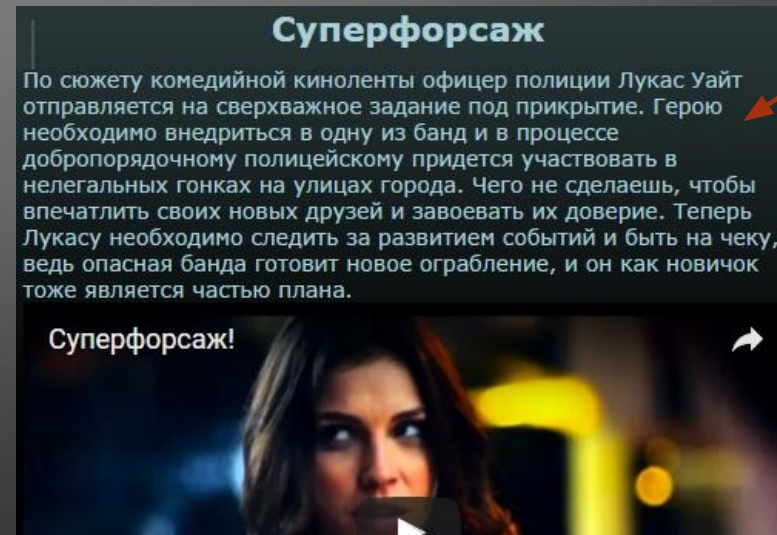 Суперфорсаж
По сюжету комедийной киноленты офицер полиции Лукас Уайт
отправляется на сверхважное задание под прикрытие. Герою
необходимо внедриться в одну из банд и в процессе
добропорядочному полицейскому придется участвовать в
нелегальных гонках на улицах города. Чего не сделаешь, чтобы
впечатлить своих новых друзей и завоевать их доверие. Теперь
Лукасу необходимо следить за развитием событий и быть на чеку,
ведь опасная банда готовит новое ограбление, и он как новичок
тоже является частью плана.
Суперфорсаж!